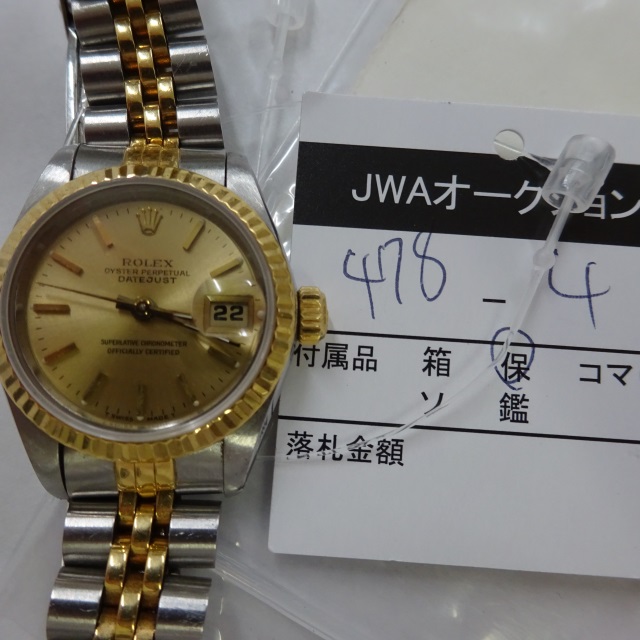 ROLEX
OYSTER PERPETUAL
DATEJUST
22
SUPERLATIVE CHRONOMETER
OFFICIALLY CERTIFIED
JWAオークション
478 - 4
付属品 箱 保 コマ
ソ 鑑
落札金額